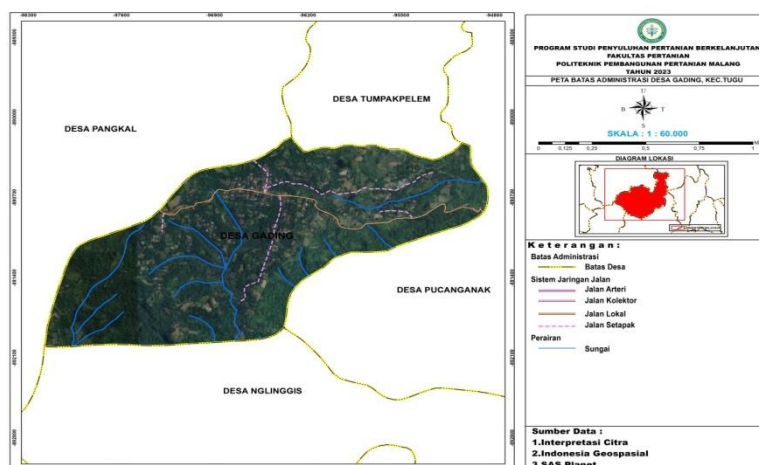 DESA TUMPAKPELEM
DESA PANGKAL
DESA GADING
DESA PUCANGANAK
DESA NGLINGGIS
PROGRAM STUDI PENYULUHAN PERTANIAN BERKELANJUTAN
FAKULTAS PERTANIAN
POLITEKNIK PEMBANGUNAN PERTANIAN MALANG
TAHUN 2023
PETA BATAS ADMINISTRASI DESA GADING, KEC.TUGU
U
B T
S
SKALA : 1 : 60.000
0 0,125 0,25 0,5 0,75 1
DIAGRAM LOKASI
Keterangan :
Batas Administrasi
Batas Desa
Sistem Jaringan Jalan
Jalan Arteri
Jalan Kolektor
Jalan Lokal
Jalan Setapak
Perairan
Sungai
Sumber Data :
1.Interpretasi Citra
2.Indonesia Geospasial
3.SAS Planet